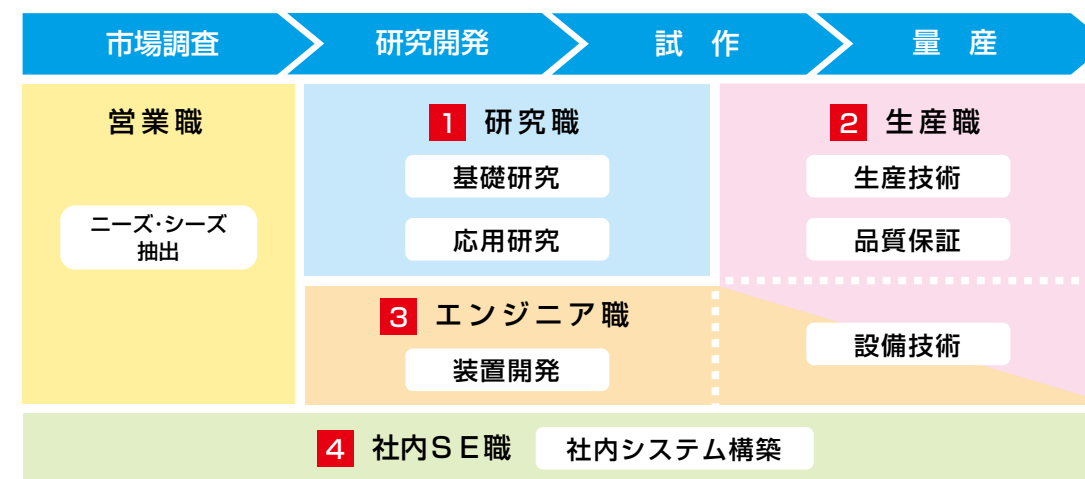 市場調査
研究開発
試 作
量 産
営業職
ニーズ・シーズ
抽出
1 研究職
基礎研究
応用研究
2 生産職
生産技術
品質保証
3 エンジニア職
装置開発
設備技術
4 社内SE職 社内システム構築